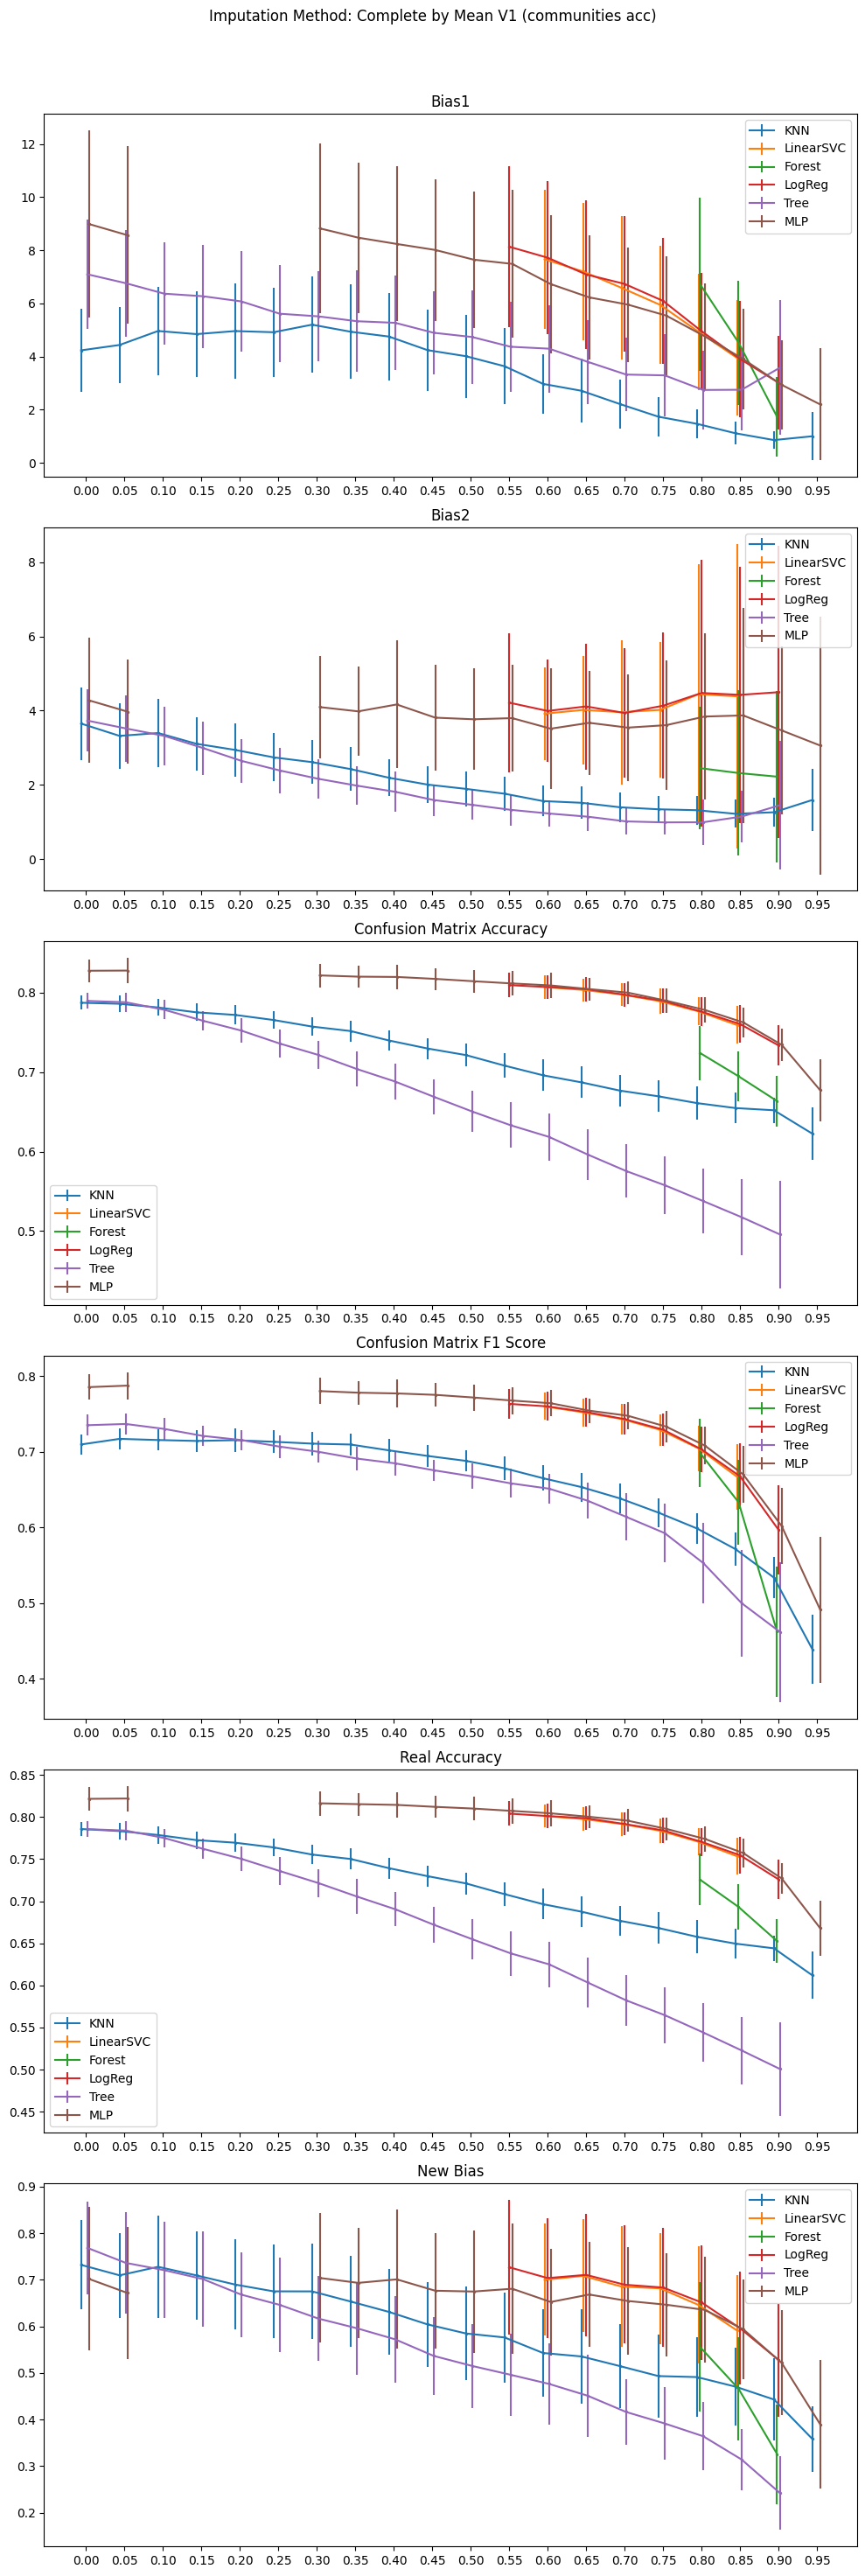 Imputation Method: Complete by Mean V1 (communities acc)
Bias1
12
10
8
6
4
2
0
KNN
LinearSVC
Forest
LogReg
Tree
MLP
0.00 0.05 0.10 0.15 0.20 0.25 0.30 0.35 0.40 0.45 0.50 0.55 0.60 0.65 0.70 0.75 0.80 0.85 0.90 0.95
Bias2
8
6
4
2
0
KNN
LinearSVC
Forest
LogReg
Tree
MLP
0.00 0.05 0.10 0.15 0.20 0.25 0.30 0.35 0.40 0.45 0.50 0.55 0.60 0.65 0.70 0.75 0.80 0.85 0.90 0.95
Confusion Matrix Accuracy
0.8
0.7
0.6
0.5
KNN
LinearSVC
Forest
LogReg
Tree
MLP
0.00 0.05 0.10 0.15 0.20 0.25 0.30 0.35 0.40 0.45 0.50 0.55 0.60 0.65 0.70 0.75 0.80 0.85 0.90 0.95
Confusion Matrix F1 Score
0.8
0.7
0.6
0.5
0.4
KNN
LinearSVC
Forest
LogReg
Tree
MLP
0.00 0.05 0.10 0.15 0.20 0.25 0.30 0.35 0.40 0.45 0.50 0.55 0.60 0.65 0.70 0.75 0.80 0.85 0.90 0.95
Real Accuracy
0.85
0.80
0.75
0.70
0.65
0.60
0.55
0.50
0.45
KNN
LinearSVC
Forest
LogReg
Tree
MLP
0.00 0.05 0.10 0.15 0.20 0.25 0.30 0.35 0.40 0.45 0.50 0.55 0.60 0.65 0.70 0.75 0.80 0.85 0.90 0.95
New Bias
0.9
0.8
0.7
0.6
0.5
0.4
0.3
0.2
KNN
LinearSVC
Forest
LogReg
Tree
MLP
0.00 0.05 0.10 0.15 0.20 0.25 0.30 0.35 0.40 0.45 0.50 0.55 0.60 0.65 0.70 0.75 0.80 0.85 0.90 0.95